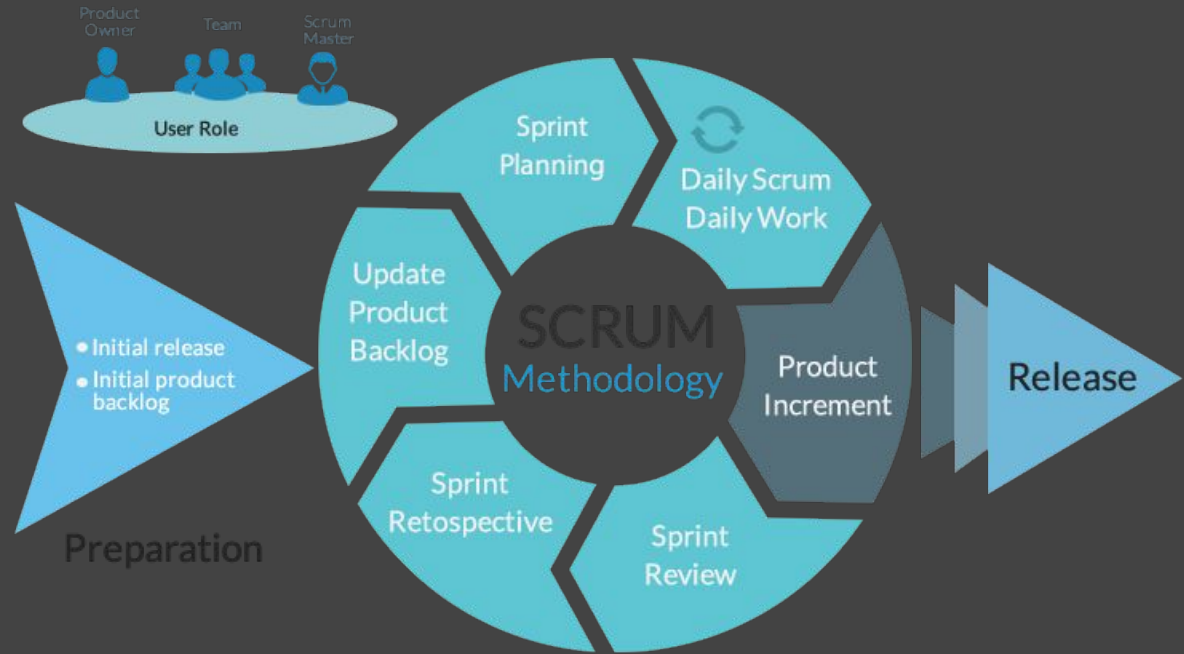 Product
Owner
Team
Scrum
Master
User Role
Sprint
Planning
Daily Scrum
Daily Work
Update
Product
Backlog
Initial release
Initial product
backlog
SCRUM
Methodology
Product
Increment
Release
Sprint
Retospective
Sprint
Review
Preparation